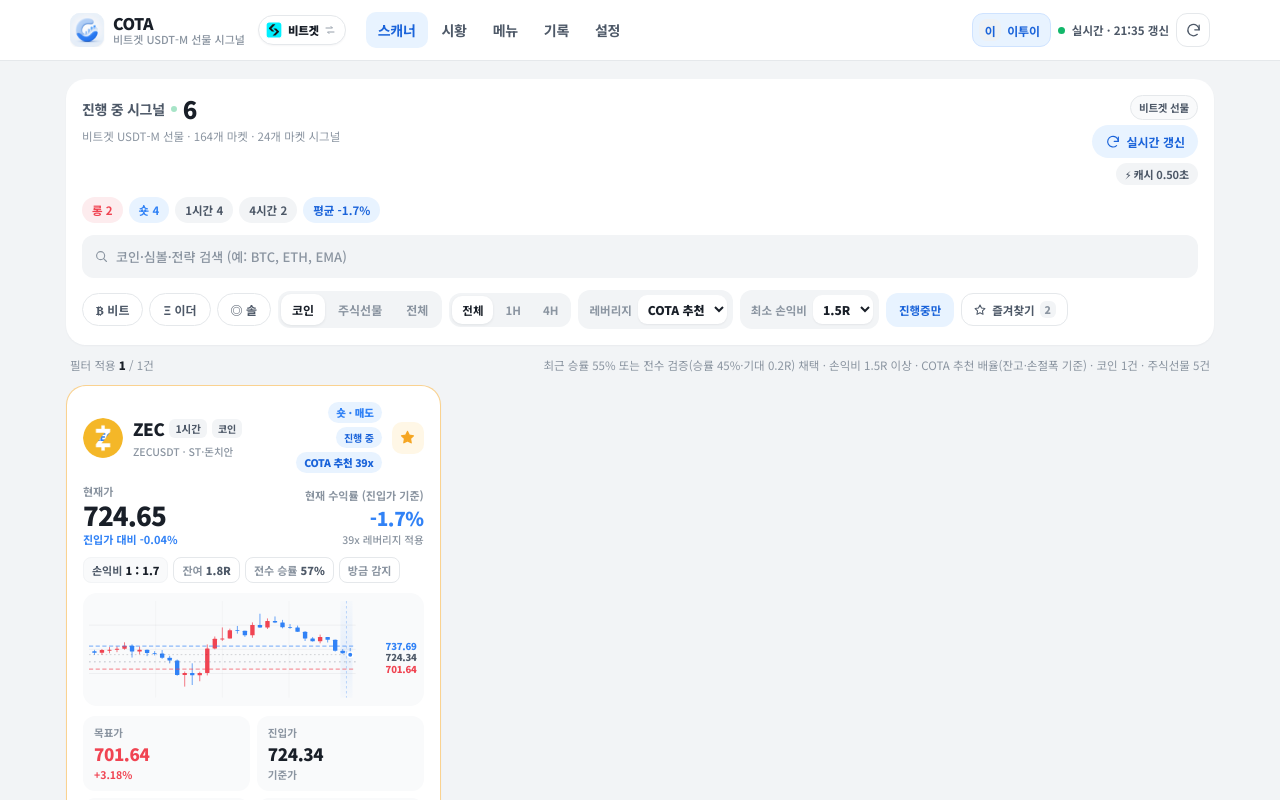 COTA
비트겟 USDT-M 선물 시그널
비트겟
스캐너
시황
메뉴
기록
설정
이 이투이
실시간 · 21:35 갱신
진행 중 시그널 6
비트겟 선물
비트겟 USDT-M 선물 · 164개 마켓 · 24개 마켓 시그널
실시간 갱신
⚡ 캐시 0.50초
롱 2
숏 4
1시간 4
4시간 2
평균 -1.7%
코인·심볼·전략 검색 (예: BTC, ETH, EMA)
₿ 비트
Ξ 이더
◎ 솔
코인
주식선물
전체
전체
1H
4H
레버리지 COTA 추천
최소 손익비 1.5R
진행중만
즐겨찾기 2
필터 적용 1 / 1건
최근 승률 55% 또는 전수 검증(승률 45%·기대 0.2R) 채택 · 손익비 1.5R 이상 · COTA 추천 배율(잔고·손절폭 기준) · 코인 1건 · 주식선물 5건
ZEC 1시간 코인
ZECUSDT · ST·돈치안
숏 · 매도
진행 중
COTA 추천 39x
현재가
724.65
진입가 대비 -0.04%
현재 수익률 (진입가 기준)
-1.7%
39x 레버리지 적용
손익비 1 : 1.7
잔여 1.8R
전수 승률 57%
방금 감지
737.69
724.34
701.64
목표가
701.64
+3.18%
진입가
724.34
기준가